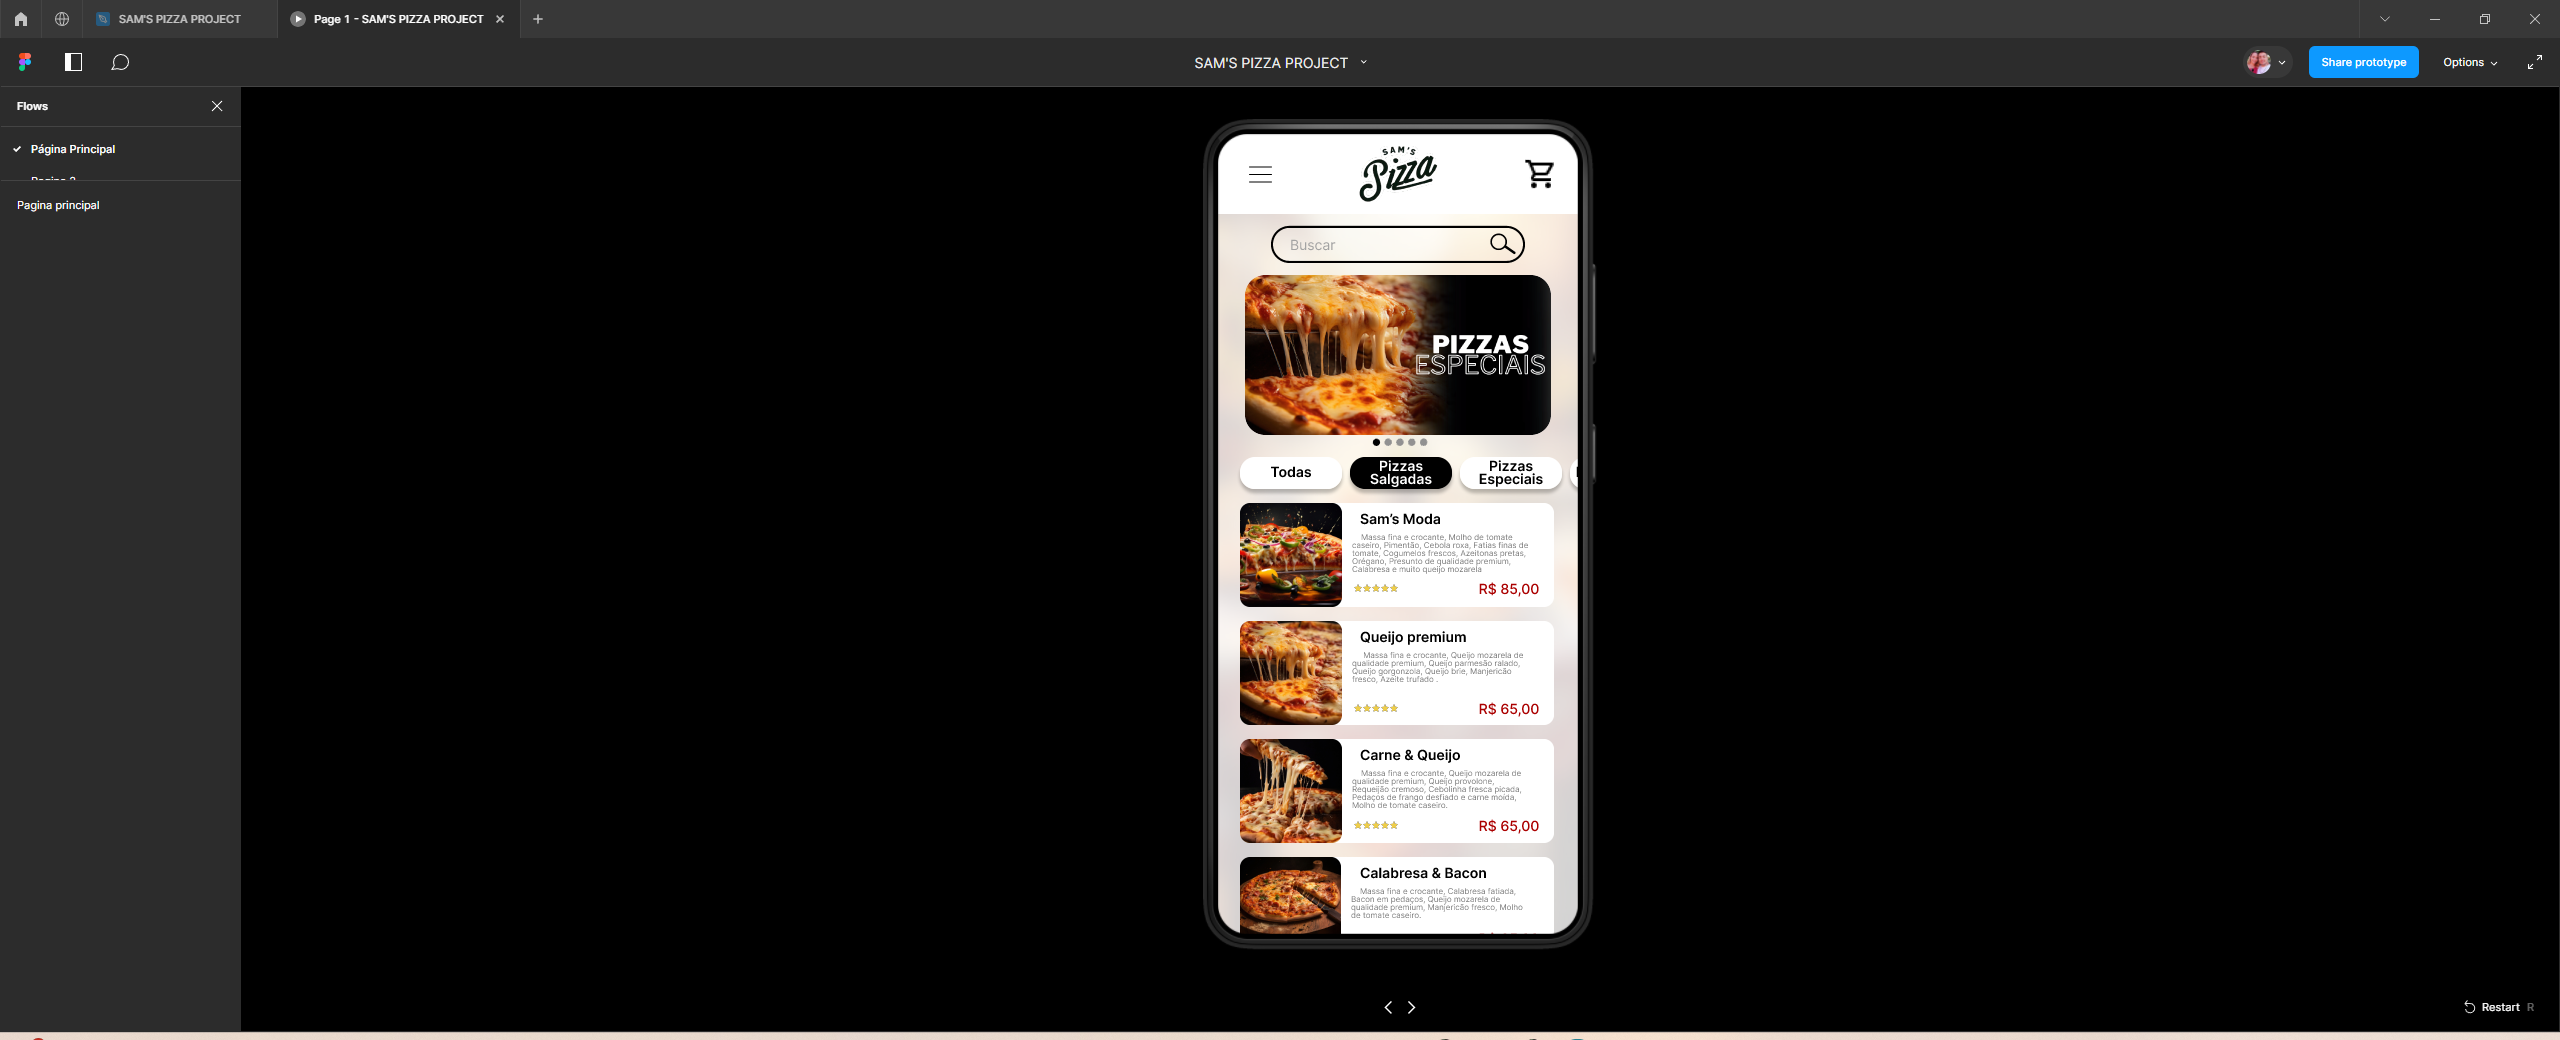 SAM'S PIZZA PROJECT
Page 1 - SAM'S PIZZA PROJECT
SAM'S PIZZA PROJECT
Share prototype
Options
Flows
Página Principal
Pagina principal
SAM'S
Pizza
Buscar
PIZZAS
ESPECIAIS
Todas
Pizzas
Salgadas
Pizzas
Especiais
Sam's Moda
Massa fina e crocante, Molho de tomate
caseiro, Pimentão, Cebola roxa, Fatias finas de
tomate, Cogumelos frescos, Azeitonas pretas,
Orégano, Presunto de qualidade premium,
Calabresa e muito queijo mozarela
R$ 85,00
Queijo premium
Massa fina e crocante, Queijo mozarela de
qualidade premium, Queijo parmesão ralado,
Queijo gorgonzola, Queijo brie, Manjericão
fresco, Azeite trufado .
R$ 65,00
Carne & Queijo
Massa fina e crocante, Queijo mozarela de
qualidade premium, Queijo provolone,
Requeijão cremoso, Cebolinha fresca picada,
Pedaços de frango desfiado e carne moída,
Molho de tomate caseiro.
R$ 65,00
Calabresa & Bacon
Massa fina e crocante, Calabresa fatiada,
Bacon em pedaços, Queijo mozarela de
qualidade premium, Manjericão fresco, Molho
de tomate caseiro.
Restart R